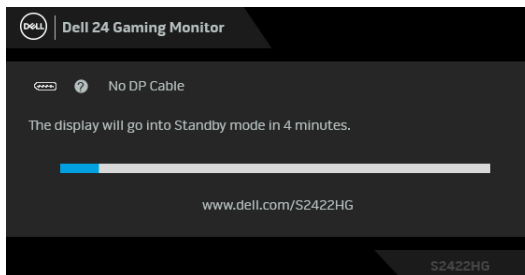 DELL
Dell 24 Gaming Monitor
? No DP Cable
The display will go into Standby mode in 4 minutes.
www.dell.com/S2422HG
S2422HG